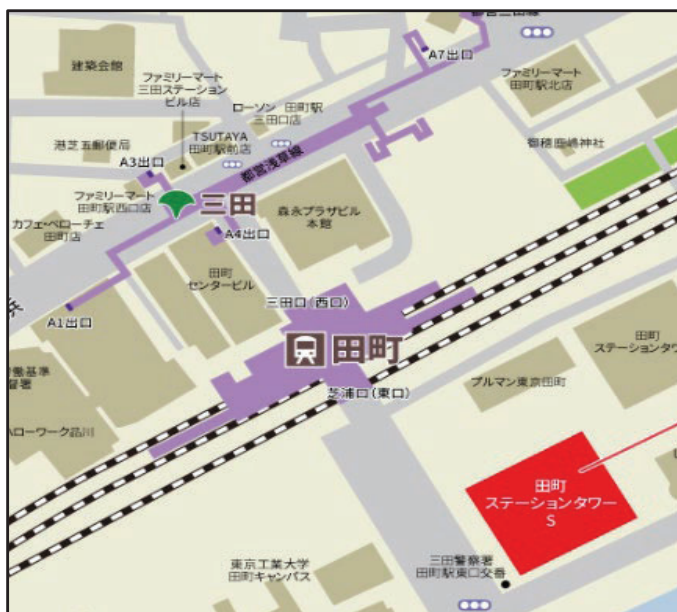 建築会館
ファミリーマート
三田ステーション
ビル店
ローソン 田町駅
三田口店
A7出口
ファミリーマート
田町駅北店
港芝五郵便局
TSUTAYA
田町駅前店
A3出口
都営浅草線
御穂鹿嶋神社
ファミリーマート
田町駅西口店
三田
カフェ・ベローチェ
田町店
A4出口
森永プラザビル
本館
田町
センタービル
A1出口
三田口(西口)
田町
芝浦口(東口)
働基準
督署
ハローワーク品川
田町
ステーションタワ
プルマン東京田町
田町
ステーションタワー
S
東京工業大学
田町キャンパス
三田警察署
田町駅東口交番